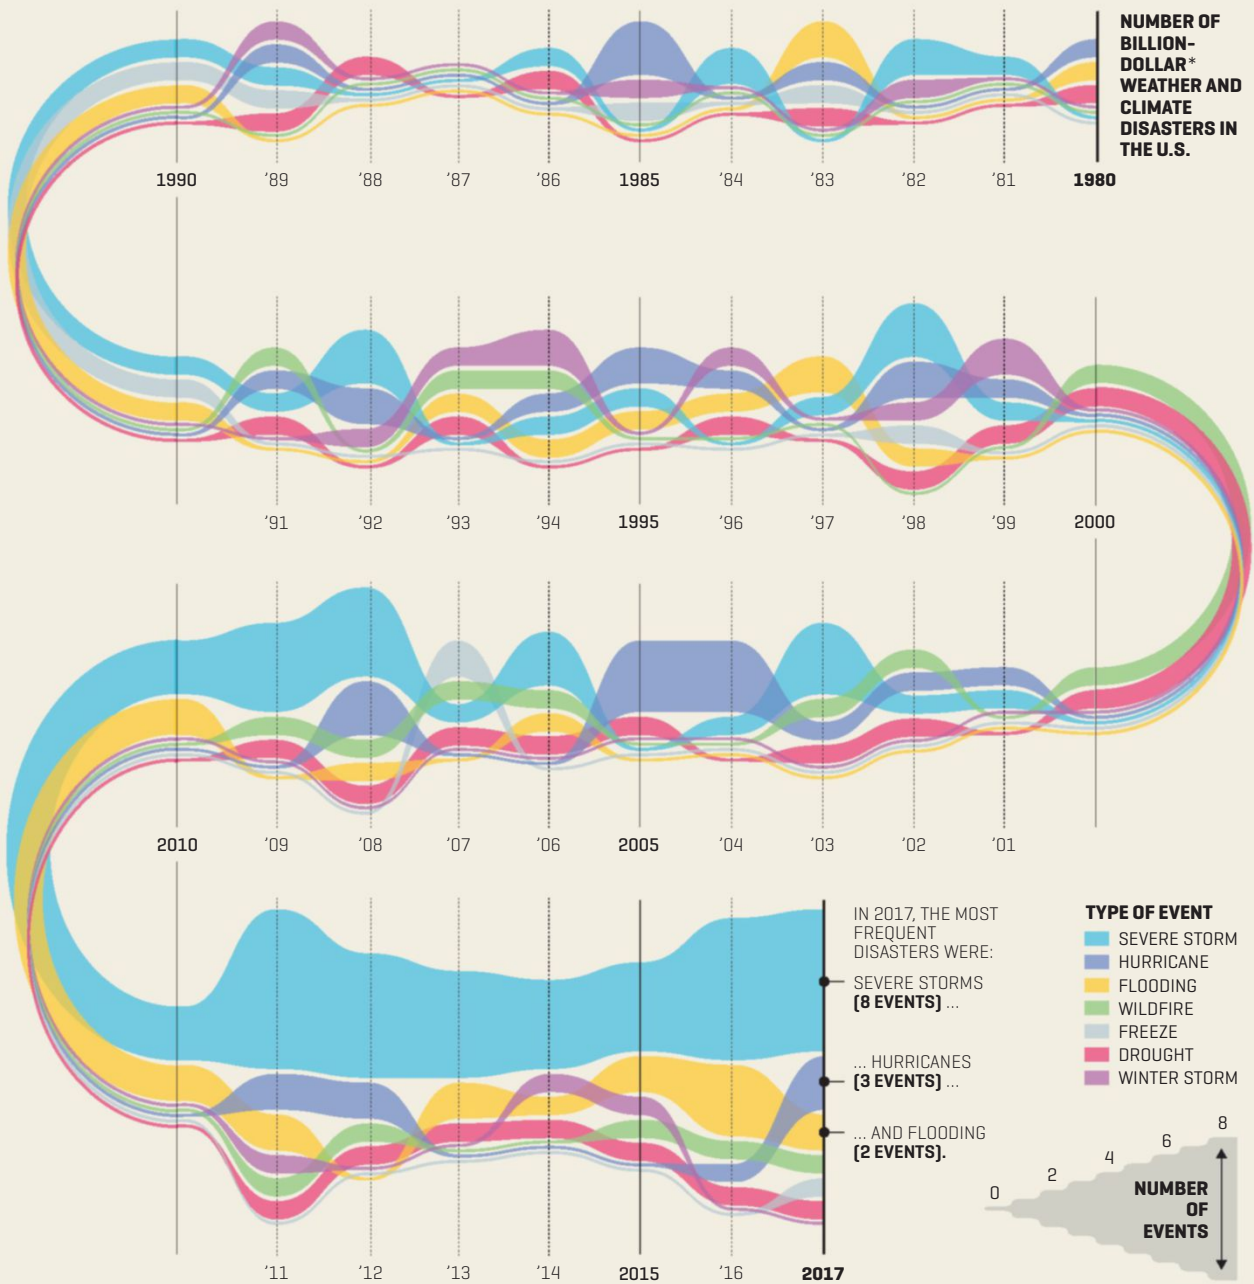 NUMBER OF
BILLION-
DOLLAR*
WEATHER AND
CLIMATE
DISASTERS IN
THE U.S.
1990 '89 '88 '87 '86 1985 '84 '83 '82 '81 1980
'91 '92 '93 '94 1995 '96 '97 '98 '99 2000
2010 '09 '08 '07 '06 2005 '04 '03 '02 '01
IN 2017, THE MOST
FREQUENT
DISASTERS WERE:
SEVERE STORMS
(8 EVENTS) ...
... HURRICANES
(3 EVENTS) ...
... AND FLOODING
(2 EVENTS).
TYPE OF EVENT
SEVERE STORM
HURRICANE
FLOODING
WILDFIRE
FREEZE
DROUGHT
WINTER STORM
0 2 4 6 8
NUMBER
OF
EVENTS
'11 '12 '13 '14 2015 '16 2017